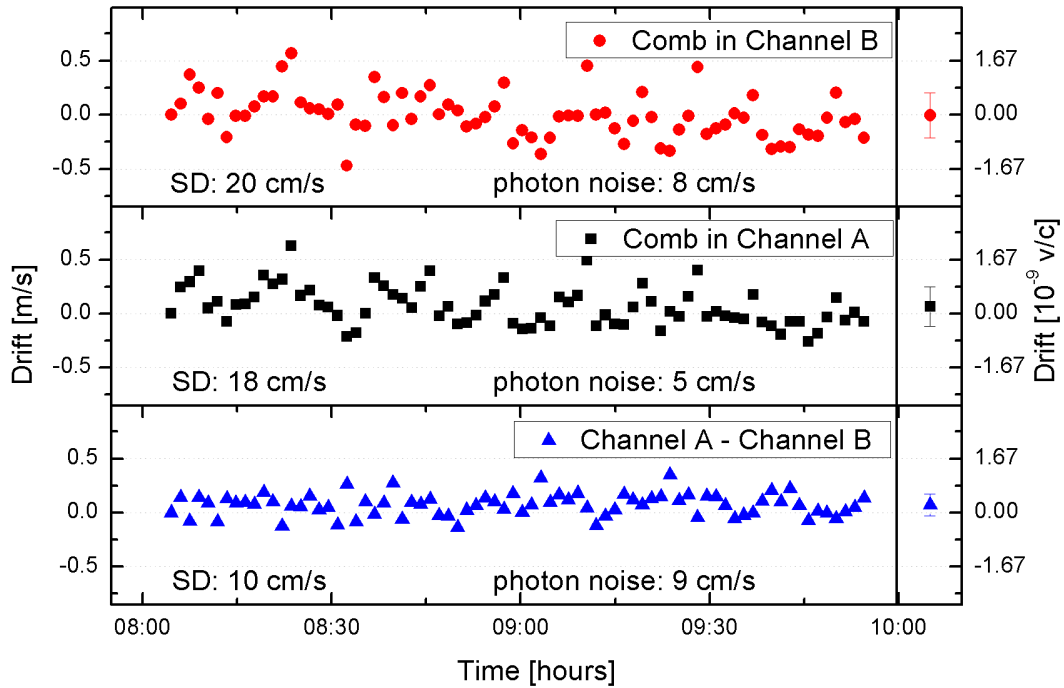 Comb in Channel B
0.5
0.0
-0.5
1.67
0.00
-1.67
SD: 20 cm/s
photon noise: 8 cm/s
Comb in Channel A
0.5
0.0
-0.5
1.67
0.00
-1.67
SD: 18 cm/s
photon noise: 5 cm/s
Drift [m/s]
Drift [10⁻⁹ v/c]
Channel A - Channel B
0.5
0.0
-0.5
1.67
0.00
-1.67
SD: 10 cm/s
photon noise: 9 cm/s
08:00 08:30 09:00 09:30 10:00
Time [hours]